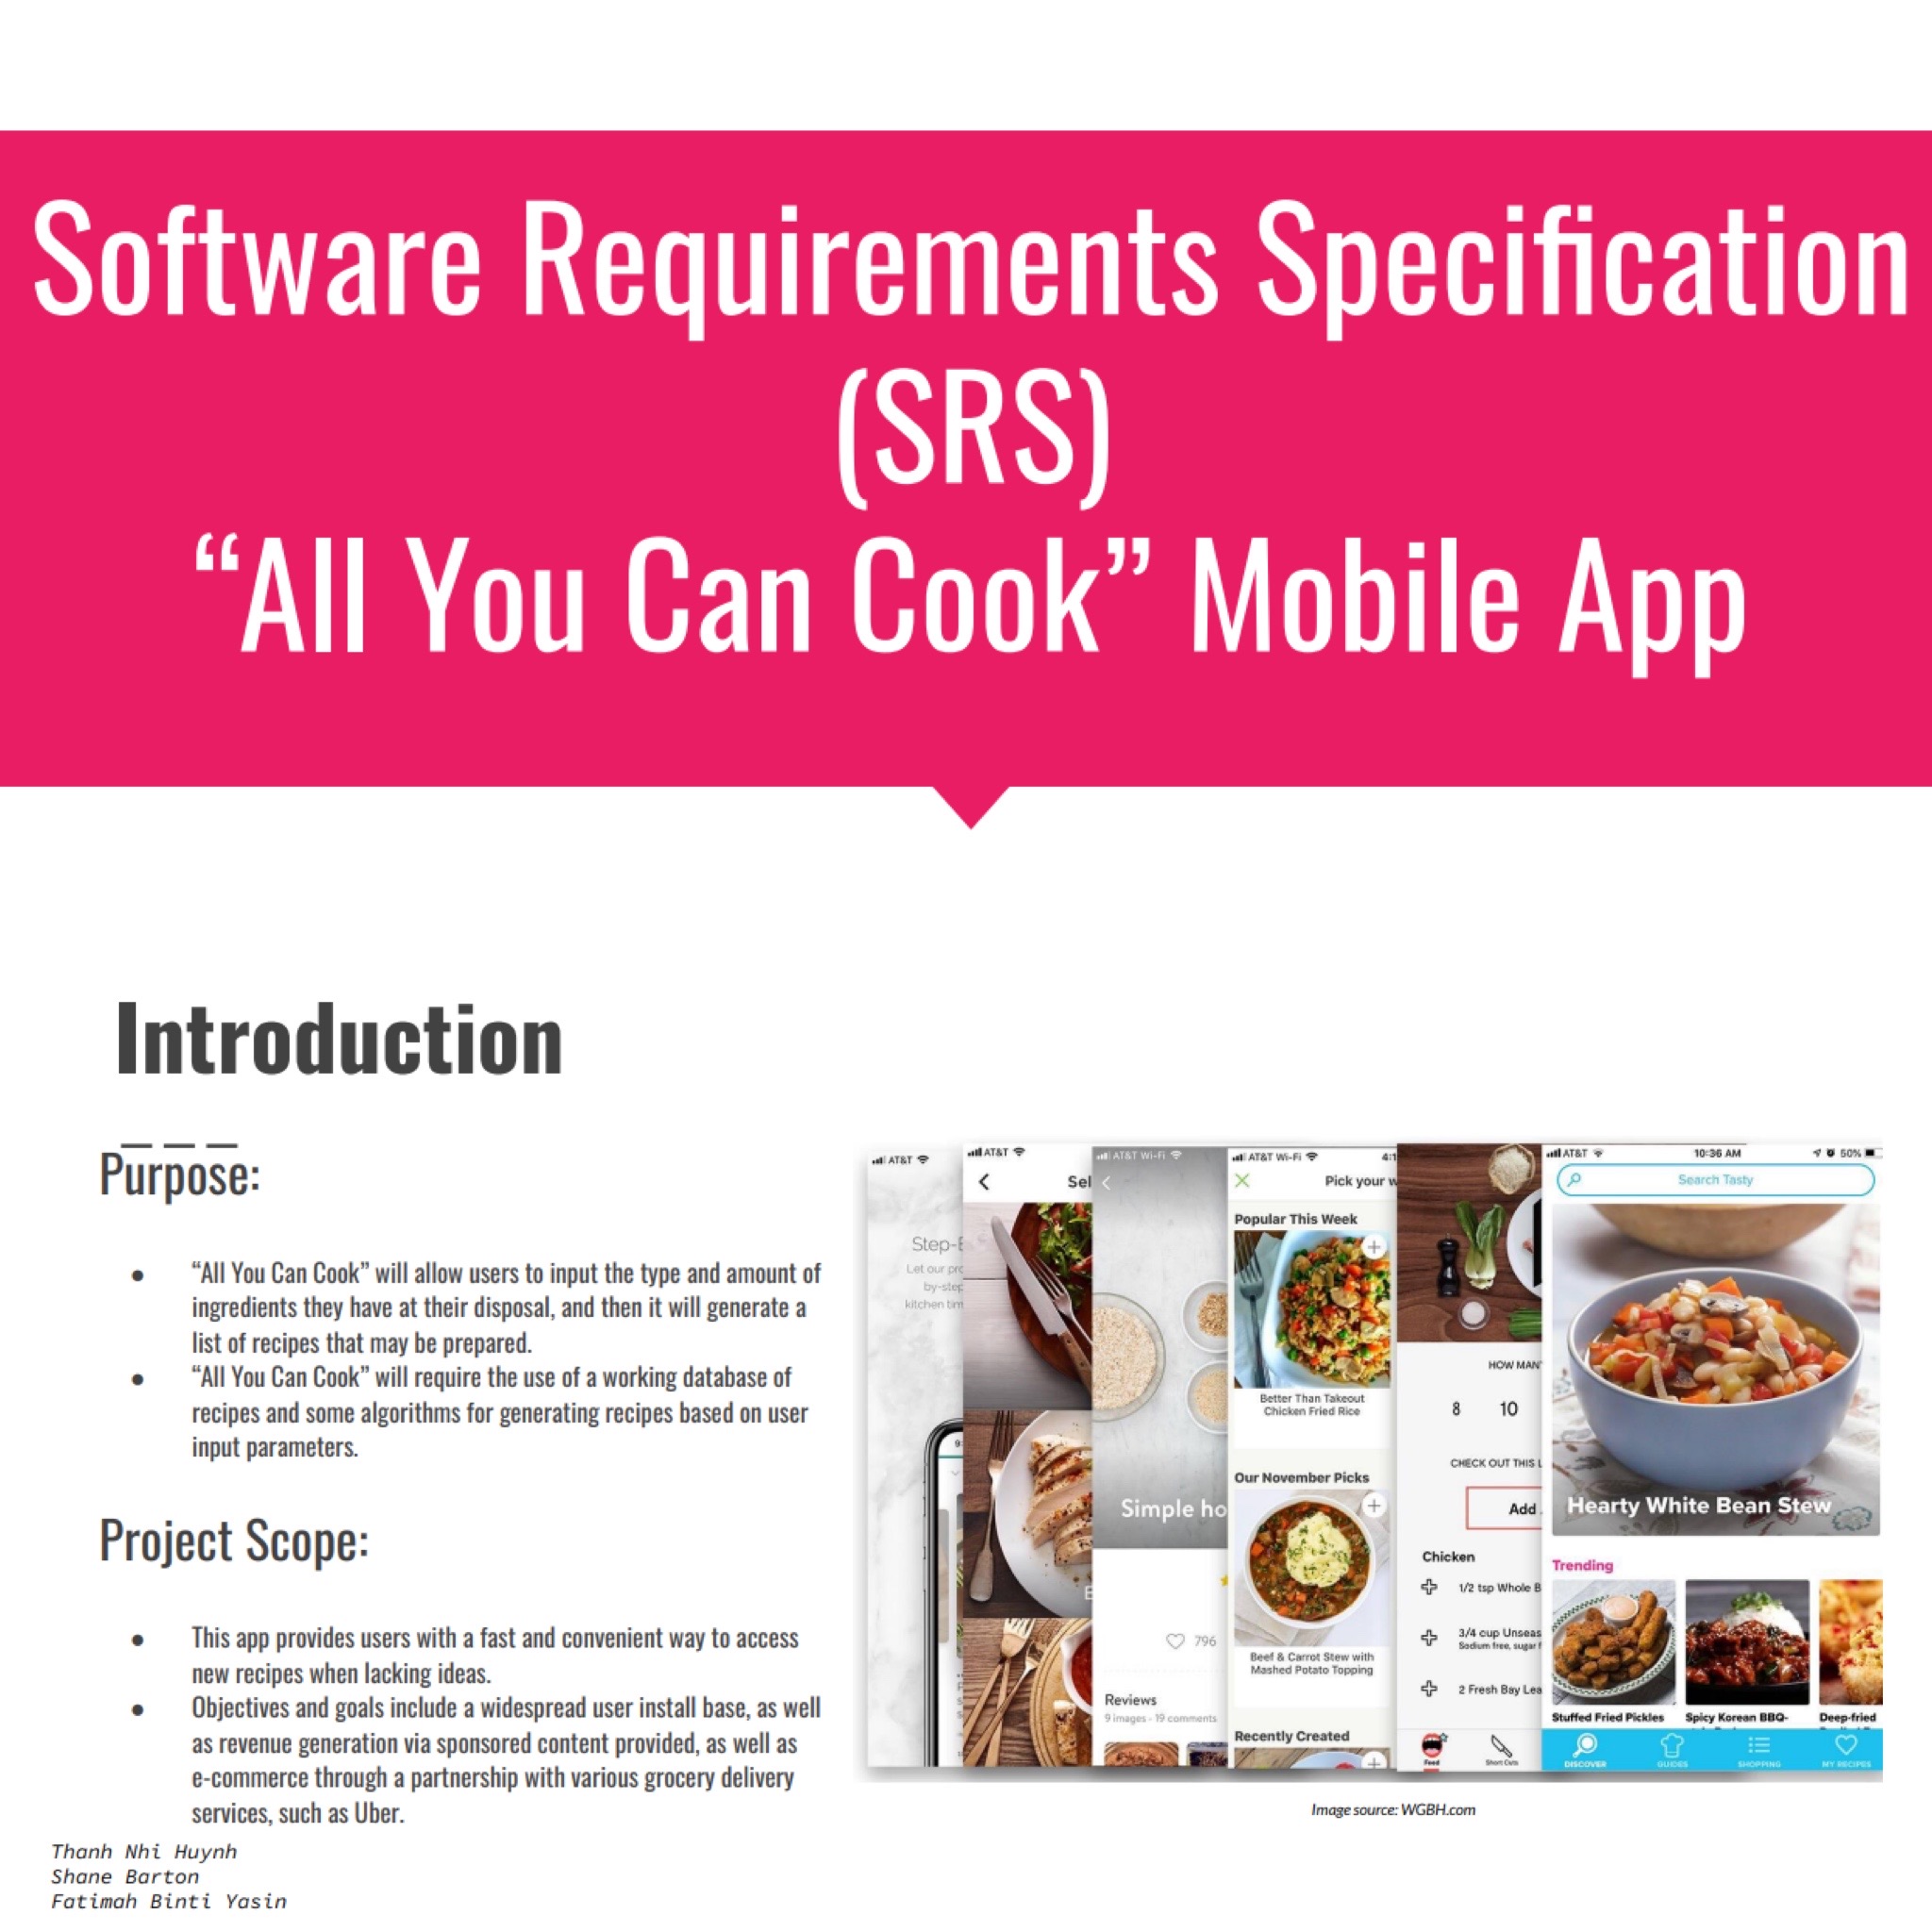 Software Requirements Specification
(SRS)
“All You Can Cook” Mobile App
Introduction
Purpose:
● “All You Can Cook” will allow users to input the type and amount of
ingredients they have at their disposal, and then it will generate a
list of recipes that may be prepared.
● “All You Can Cook” will require the use of a working database of
recipes and some algorithms for generating recipes based on user
input parameters.
Project Scope:
● This app provides users with a fast and convenient way to access
new recipes when lacking ideas.
● Objectives and goals include a widespread user install base, as well
as revenue generation via sponsored content provided, as well as
e-commerce through a partnership with various grocery delivery
services, such as Uber.
Thanh Nhi Huynh
Shane Barton
Fatimah Binti Yasin
AT&T
Step-
Let our
by-step
kitchen
AT&T
Sel
AT&T Wi-Fi
Simple ho
796
Reviews
9 images - 19 comments
AT&T Wi-Fi 4:1
Pick your w
Popular This Week
Better Than Takeout
Chicken Fried Rice
Our November Picks
Beef & Carrot Stew with
Mashed Potato Topping
Recently Created
HOW MAN
8 10
CHECK OUT THIS
Add
Chicken
1/2 tsp Whole B
3/4 cup Unseas
Sodium free, sugar
2 Fresh Bay Lea
Feed Short Cuts
AT&T 10:36 AM 50%
Search Tasty
Hearty White Bean Stew
Trending
Stuffed Fried Pickles Spicy Korean BBQ- Deep-fried
DISCOVER GUIDES SHOPPING MY RECIPES
Image source: WGBH.com